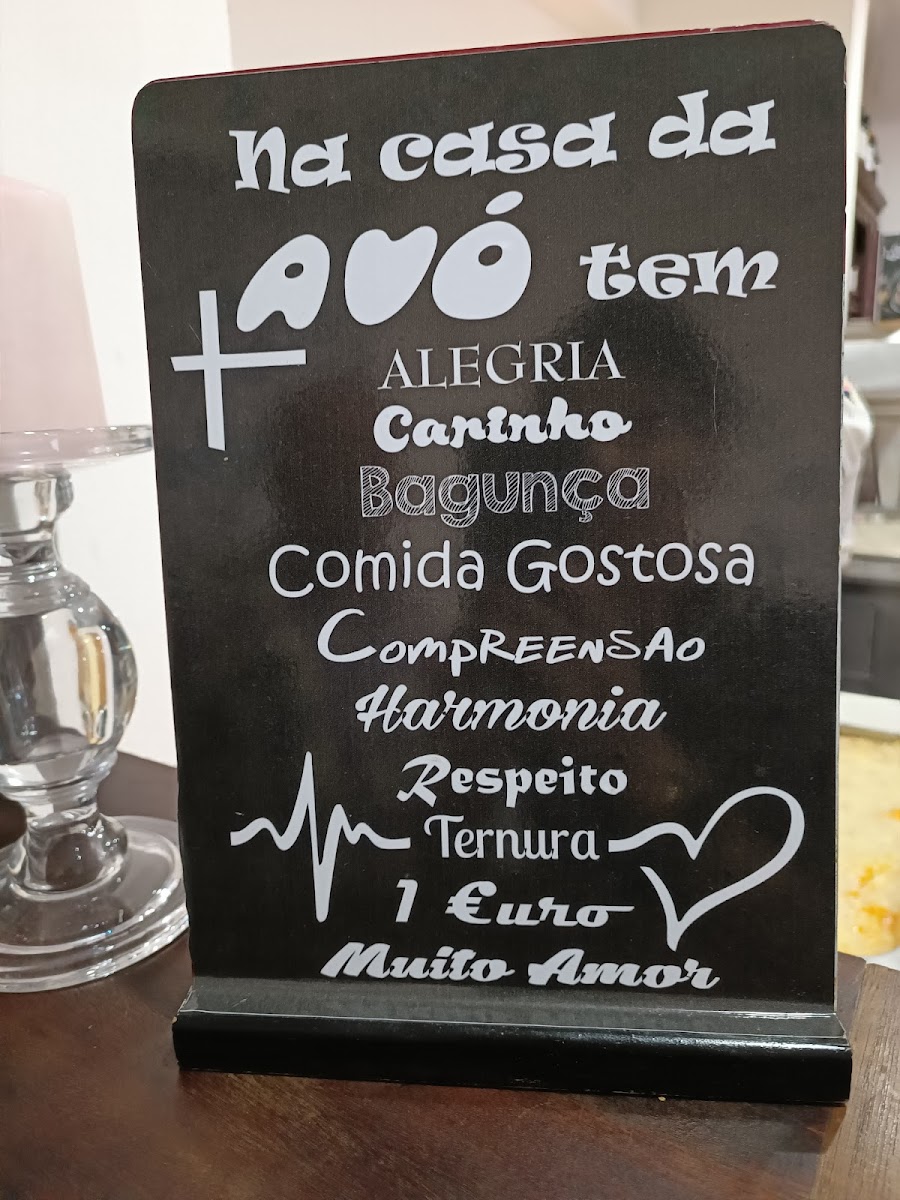 Na casa da
AVÓ tem
ALEGRIA
Carinho
Bagunça
Comida Gostosa
COMPREENSAO
Harmonia
Respeito
Ternura
1 €uro
Muito Amor